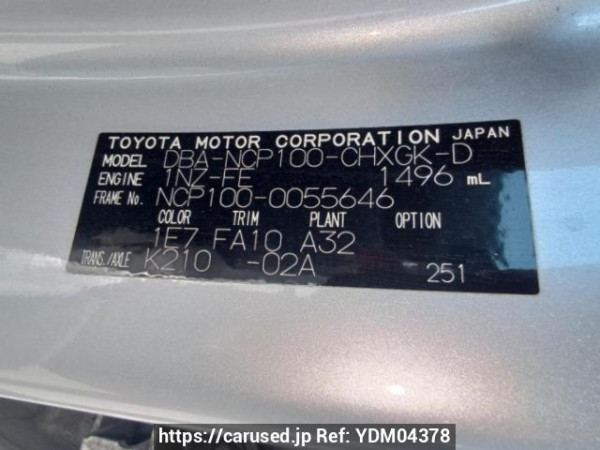 TOYOTA MOTOR CORPORATION JAPAN
MODEL DBA-NCP100-CHXGK-D
ENGINE 1NZ-FE 1496 mL
FRAME No. NCP100-0055646
COLOR TRIM PLANT OPTION
1E7 FA10 A32
TRANS./AXLE K210 -02A
251
https://carused.jp Ref: YDM04378